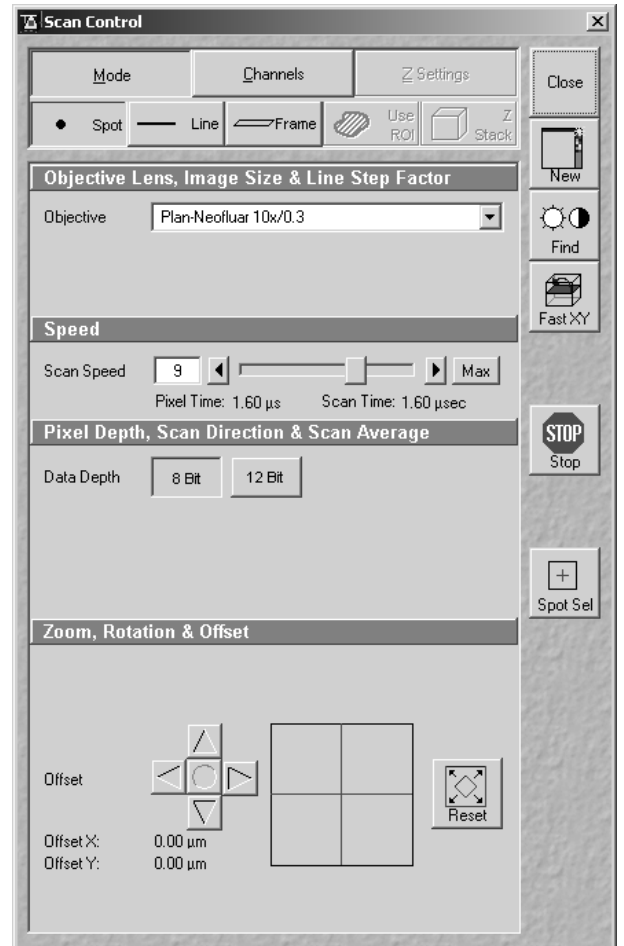 Scan Control
Mode Channels Z Settings Close
Spot Line Frame Use ROI Z Stack
New
Objective Lens, Image Size & Line Step Factor
Objective Plan-Neofluar 10x/0.3
Find
Fast XY
Speed
Scan Speed 9 Max
Pixel Time: 1.60 µs Scan Time: 1.60 µsec
Pixel Depth, Scan Direction & Scan Average
STOP
Stop
Data Depth 8 Bit 12 Bit
Spot Sel
Zoom, Rotation & Offset
Offset
Reset
Offset X: 0.00 µm
Offset Y: 0.00 µm